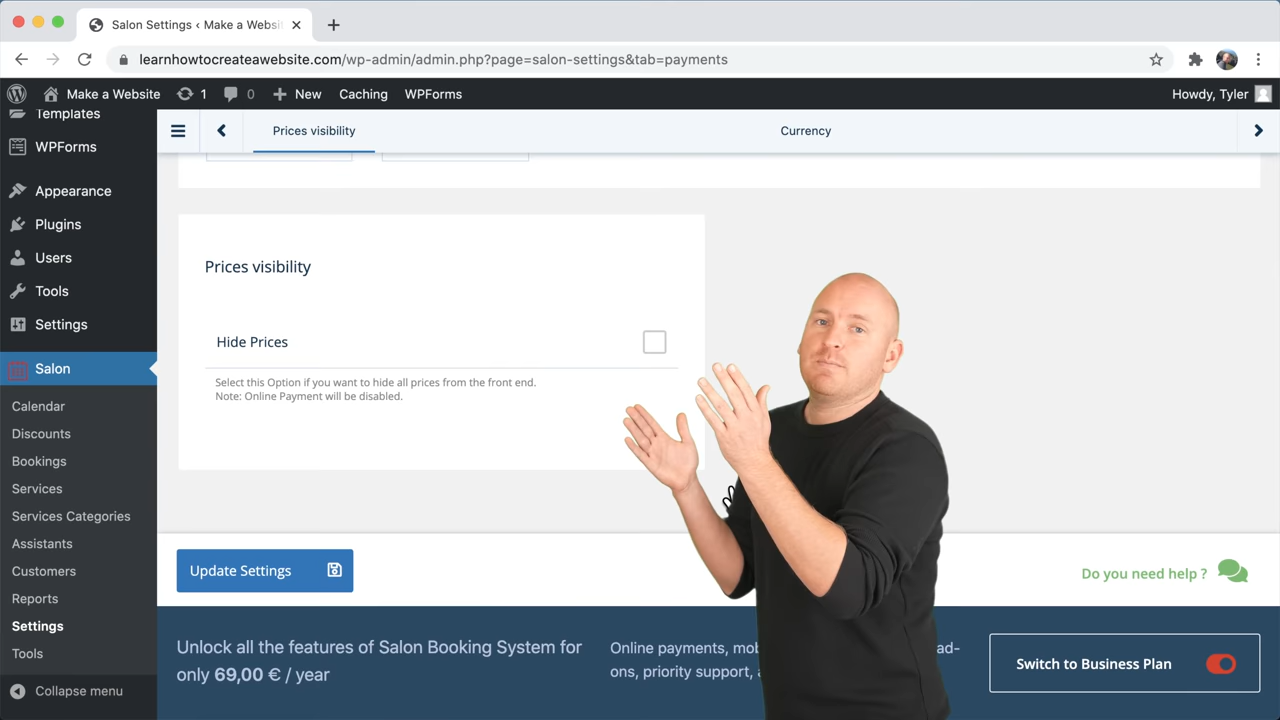 Salon Settings ‹ Make a Websi
learnhowtocreateawebsite.com/wp-admin/admin.php?page=salon-settings&tab=payments
Make a Website
1
0
New
Caching
WPForms
Howdy, Tyler
Templates
WPForms
Appearance
Plugins
Users
Tools
Settings
Salon
Calendar
Discounts
Bookings
Services
Services Categories
Assistants
Customers
Reports
Settings
Tools
Collapse menu
Prices visibility
Currency
Prices visibility
Hide Prices
Select this Option if you want to hide all prices from the front end.
Note: Online Payment will be disabled.
Update Settings
Do you need help ?
Unlock all the features of Salon Booking System for
only 69,00 € / year
Online payments, mob ad-
ons, priority support,
Switch to Business Plan